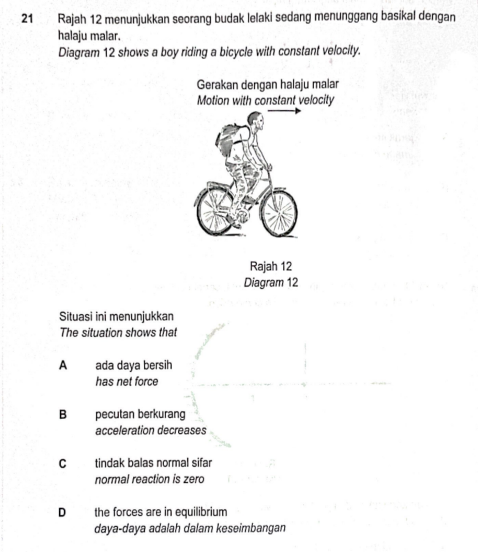 21 Rajah 12 menunjukkan seorang budak lelaki sedang menunggang basikal dengan
halaju malar.
Diagram 12 shows a boy riding a bicycle with constant velocity.
Gerakan dengan halaju malar
Motion with constant velocity
Rajah 12
Diagram 12
Situasi ini menunjukkan
The situation shows that
A ada daya bersih
has net force
B pecutan berkurang
acceleration decreases
C tindak balas normal sifar
normal reaction is zero
D the forces are in equilibrium
daya-daya adalah dalam keseimbangan